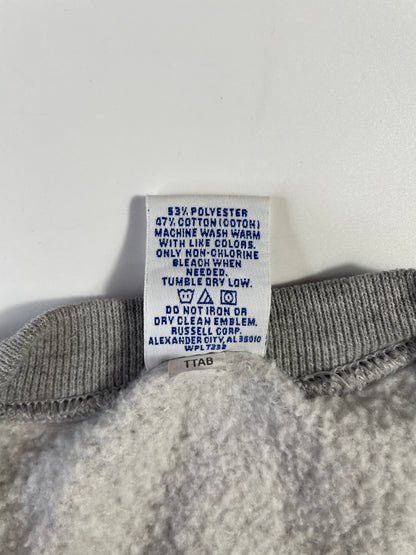 53% POLYESTER
47% COTTON (COTON)
MACHINE WASH WARM
WITH LIKE COLORS.
ONLY NON-CHLORINE
BLEACH WHEN
NEEDED.
TUMBLE DRY LOW.
DO NOT IRON OR
DRY CLEAN EMBLEM.
RUSSELL CORP.
ALEXANDER CITY, AL 35010
WPL 7238
TTAB